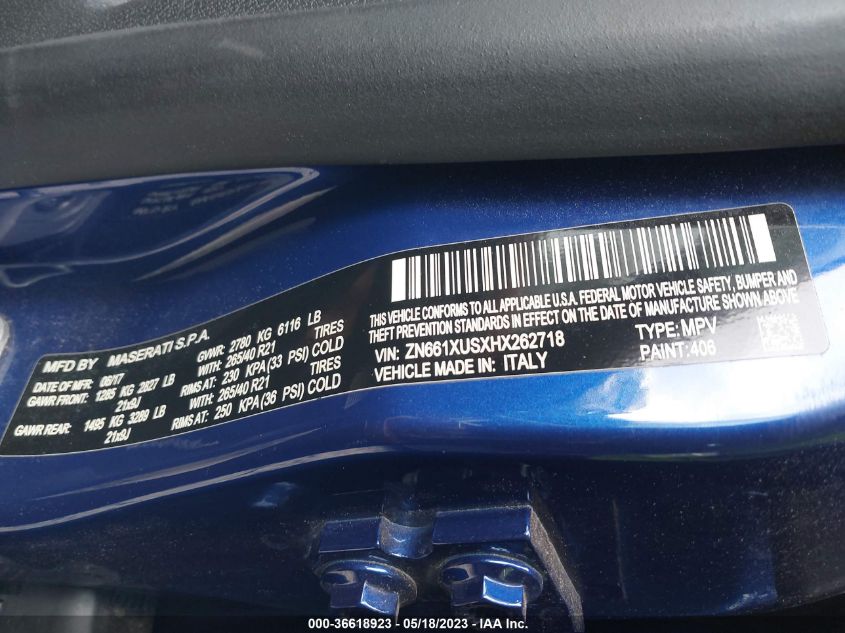 MFD BY MASERATI S.P.A.
DATE OF MFD: 06/17 GVWR: 2780 KG 6116 LB
GAWR FRONT: 1285 KG 2827 LB WITH: 265/40 R21 TIRES
21x9J RIMS AT: 230 KPA (33 PSI) COLD
GAWR REAR: 1495 KG 3289 LB WITH: 265/40 R21 TIRES
21x9J RIMS AT: 250 KPA (36 PSI) COLD
THIS VEHICLE CONFORMS TO ALL APPLICABLE U.S.A. FEDERAL MOTOR VEHICLE SAFETY, BUMPER AND
THEFT PREVENTION STANDARDS IN EFFECT ON THE DATE OF MANUFACTURE SHOWN ABOVE.
VIN: ZN661XUSXHX262718 TYPE: MPV
VEHICLE MADE IN: ITALY PAINT: 406
000-36618923 - 05/18/2023 - IAA Inc.